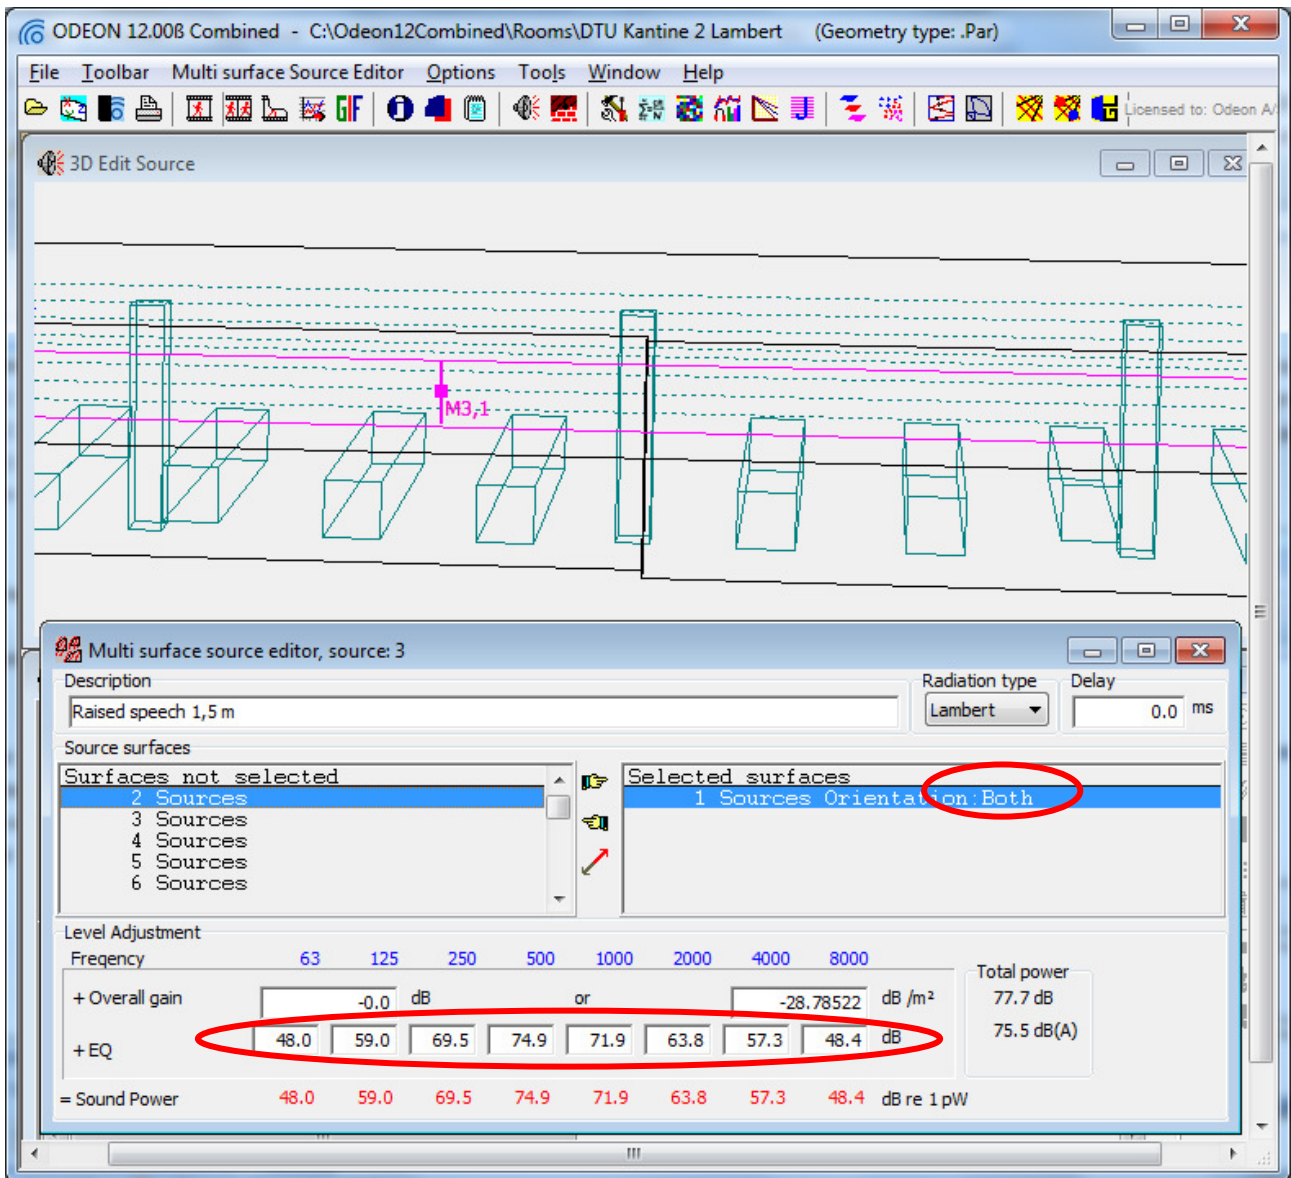 ODEON 12.00ß Combined - C:\Odeon12Combined\Rooms\DTU Kantine 2 Lambert (Geometry type: .Par)
File Toolbar Multi surface Source Editor Options Tools Window Help
GIF
Licensed to: Odeon A/
3D Edit Source
M3,1
Multi surface source editor, source: 3
Description Radiation type Delay
Raised speech 1,5 m Lambert 0.0 ms
Source surfaces
Surfaces not selected
2 Sources
3 Sources
4 Sources
5 Sources
6 Sources
Selected surfaces
1 Sources Orientation:Both
Level Adjustment
Freqency 63 125 250 500 1000 2000 4000 8000
+ Overall gain -0.0 dB or -28.78522 dB /m²
+ EQ 48.0 59.0 69.5 74.9 71.9 63.8 57.3 48.4 dB
= Sound Power 48.0 59.0 69.5 74.9 71.9 63.8 57.3 48.4 dB re 1 pW
Total power
77.7 dB
75.5 dB(A)